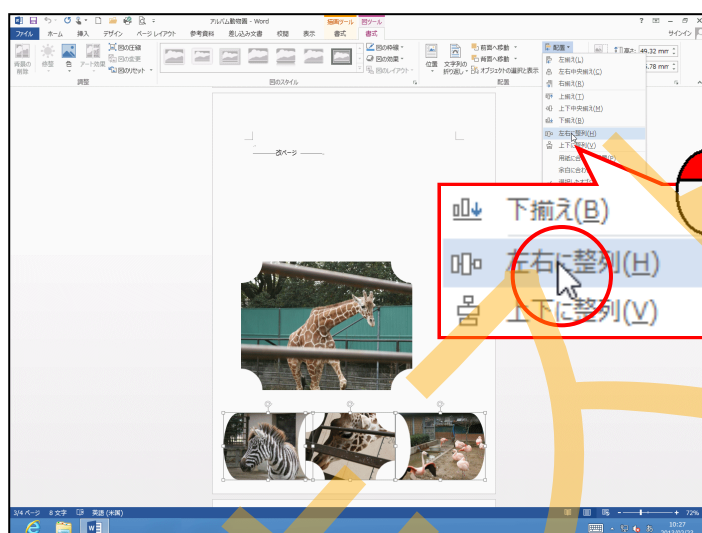 アルバム動物園 - Word
描画ツール 図ツール
サインイン
ファイル ホーム 挿入 デザイン ページレイアウト 参考資料 差し込み文書 校閲 表示 書式 書式
背景の
削除
修整 色 アート効果
図の圧縮
図の変更
図のリセット
図の枠線
図の効果
図のレイアウト
位置 文字列の
折り返し
前面へ移動
背面へ移動
オブジェクトの選択と表示
配置
高さ: 49.32 mm
調整 図のスタイル 配置
左揃え(L)
左右中央揃え(C)
右揃え(R)
上揃え(T)
上下中央揃え(M)
下揃え(B)
左右に整列(H)
上下に整列(V)
改ページ
下揃え(B)
左右に整列(H)
上下に整列(V)
3/4 ページ 8 文字 英語 (米国)
72%
10:27